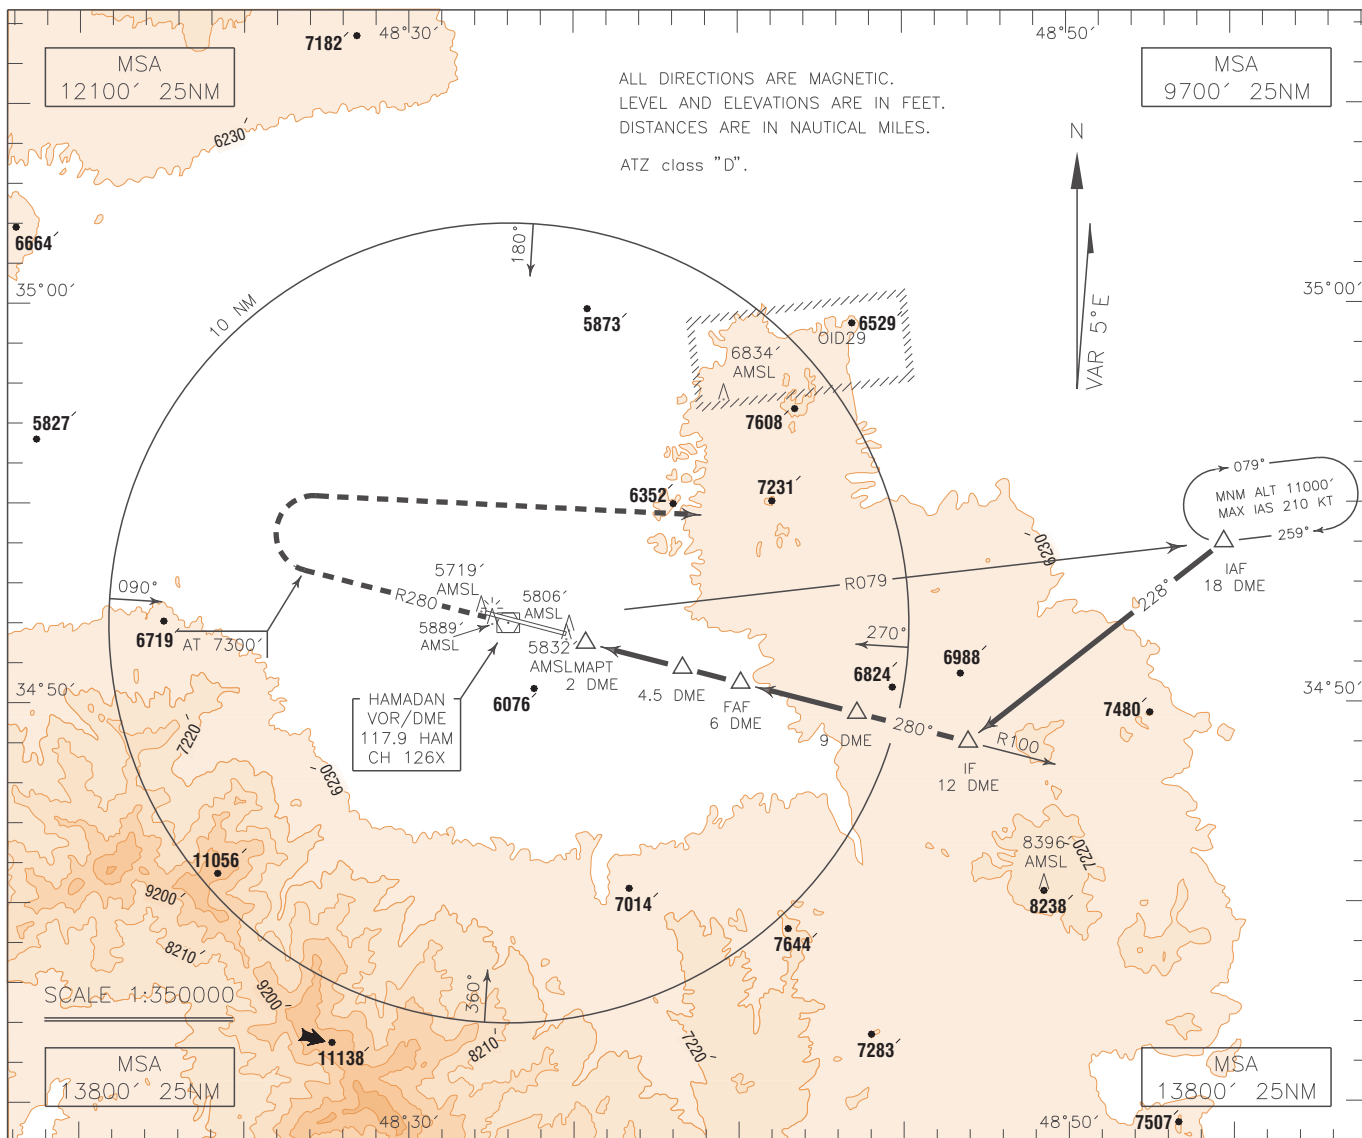 48°30′
48°50′
7182′
MSA
12100′ 25NM
MSA
9700′ 25NM
ALL DIRECTIONS ARE MAGNETIC.
LEVEL AND ELEVATIONS ARE IN FEET.
DISTANCES ARE IN NAUTICAL MILES.
ATZ class "D".
6230′
N
VAR 5°E
6664′
180°
35°00′
35°00′
10 NM
5873′
6529′
OID29
6834′
AMSL
7608′
5827′
079°
MNM ALT 11000′
MAX IAS 210 KT
259°
6352′
7231′
6230′
IAF
18 DME
R079
228°
090°
R280
5719′
AMSL
5806′
AMSL
5889′
AMSL
5832′
AMSL
MAPT
2 DME
6719′
AT 7300′
270°
6988′
6824′
4.5 DME
FAF
6 DME
34°50′
34°50′
6076′
HAMADAN
VOR/DME
117.9 HAM
CH 126X
7480′
9 DME
280°
R100
IF
12 DME
7220′
6230′
8396′
AMSL
7220′
8238′
11056′
9200′
7014′
7644′
8210′
SCALE 1:350000
9200′
360°
8210′
7220′
7283′
11138′
MSA
13800′ 25NM
MSA
13800′ 25NM
48°30′
48°50′
7507′